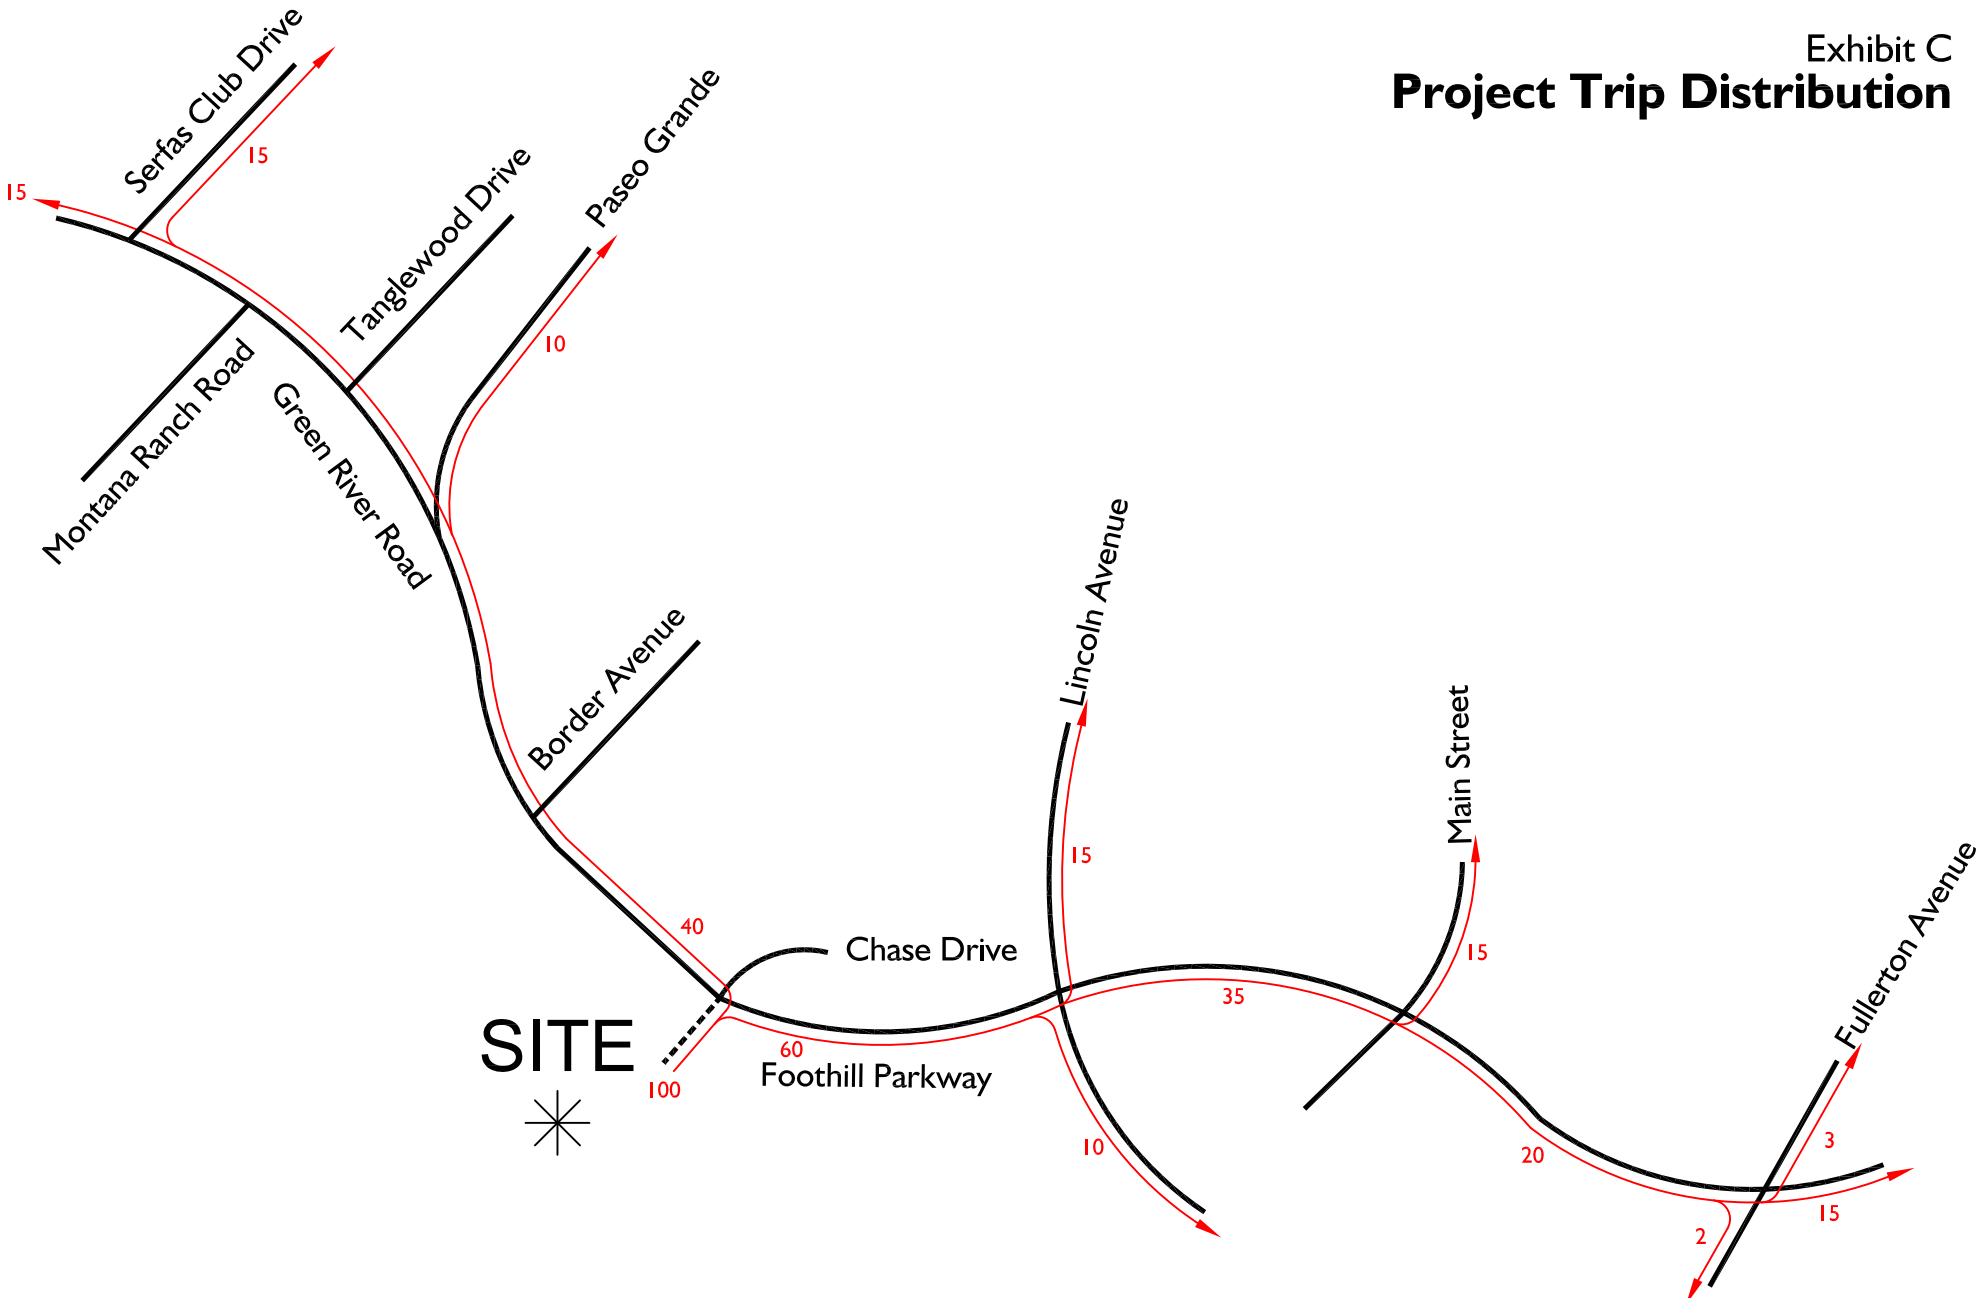 Exhibit C
Project Trip Distribution
Serfas Club Drive
15
15
Tanglewood Drive
Paseo Grande
10
Montana Ranch Road
Green River Road
Border Avenue
Lincoln Avenue
Main Street
40
15
15
Chase Drive
Fullerton Avenue
35
SITE
60
Foothill Parkway
100
10
20
3
15
2